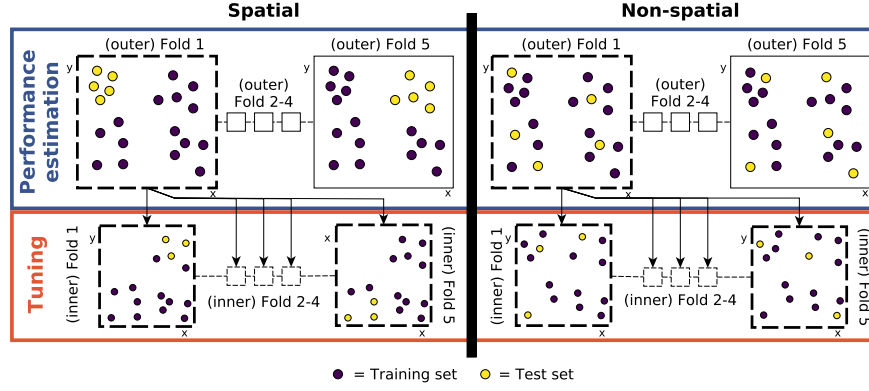 Spatial
Non-spatial
Performance
estimation
(outer) Fold 1
(outer) Fold 5
(outer) Fold 1
(outer) Fold 5
y
y
y
y
(outer)
Fold 2-4
(outer)
Fold 2-4
x
x
x
x
Tuning
(inner) Fold 1
y
x
(inner) Fold 5
(inner) Fold 1
y
y
(inner) Fold 5
(inner) Fold 2-4
(inner) Fold 2-4
x
x
x
x
= Training set
= Test set